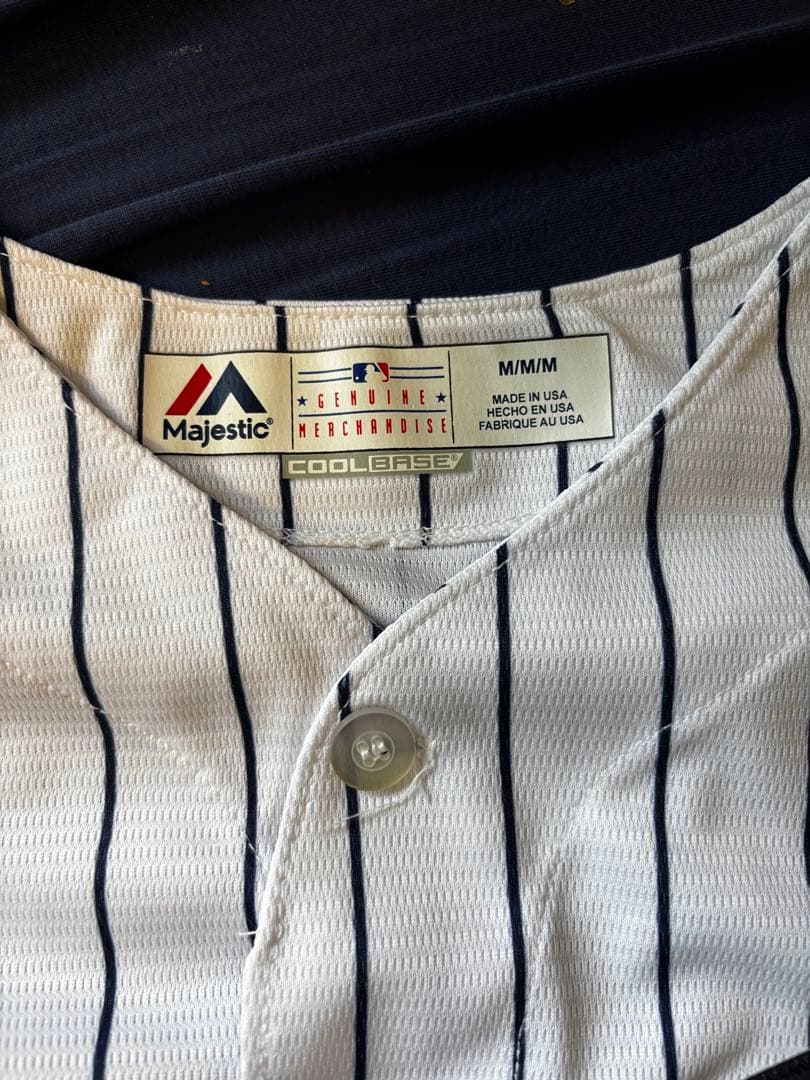 Majestic®
GENUINE
MERCHANDISE
M/M/M
MADE IN USA
HECHO EN USA
FABRIQUE AU USA
COOLBASE®